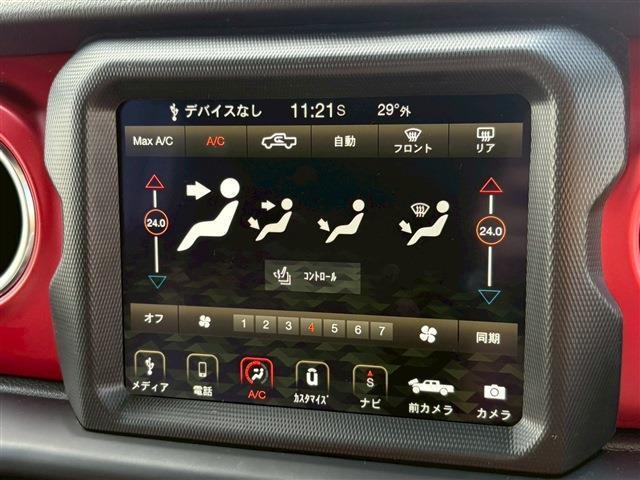 デバイスなし 11:21S 29°外
Max A/C A/C 自動 フロント リア
24.0 24.0
コントロール
オフ 1 2 3 4 5 6 7 同期
メディア 電話 A/C カスタマイズ S ナビ 前カメラ カメラ